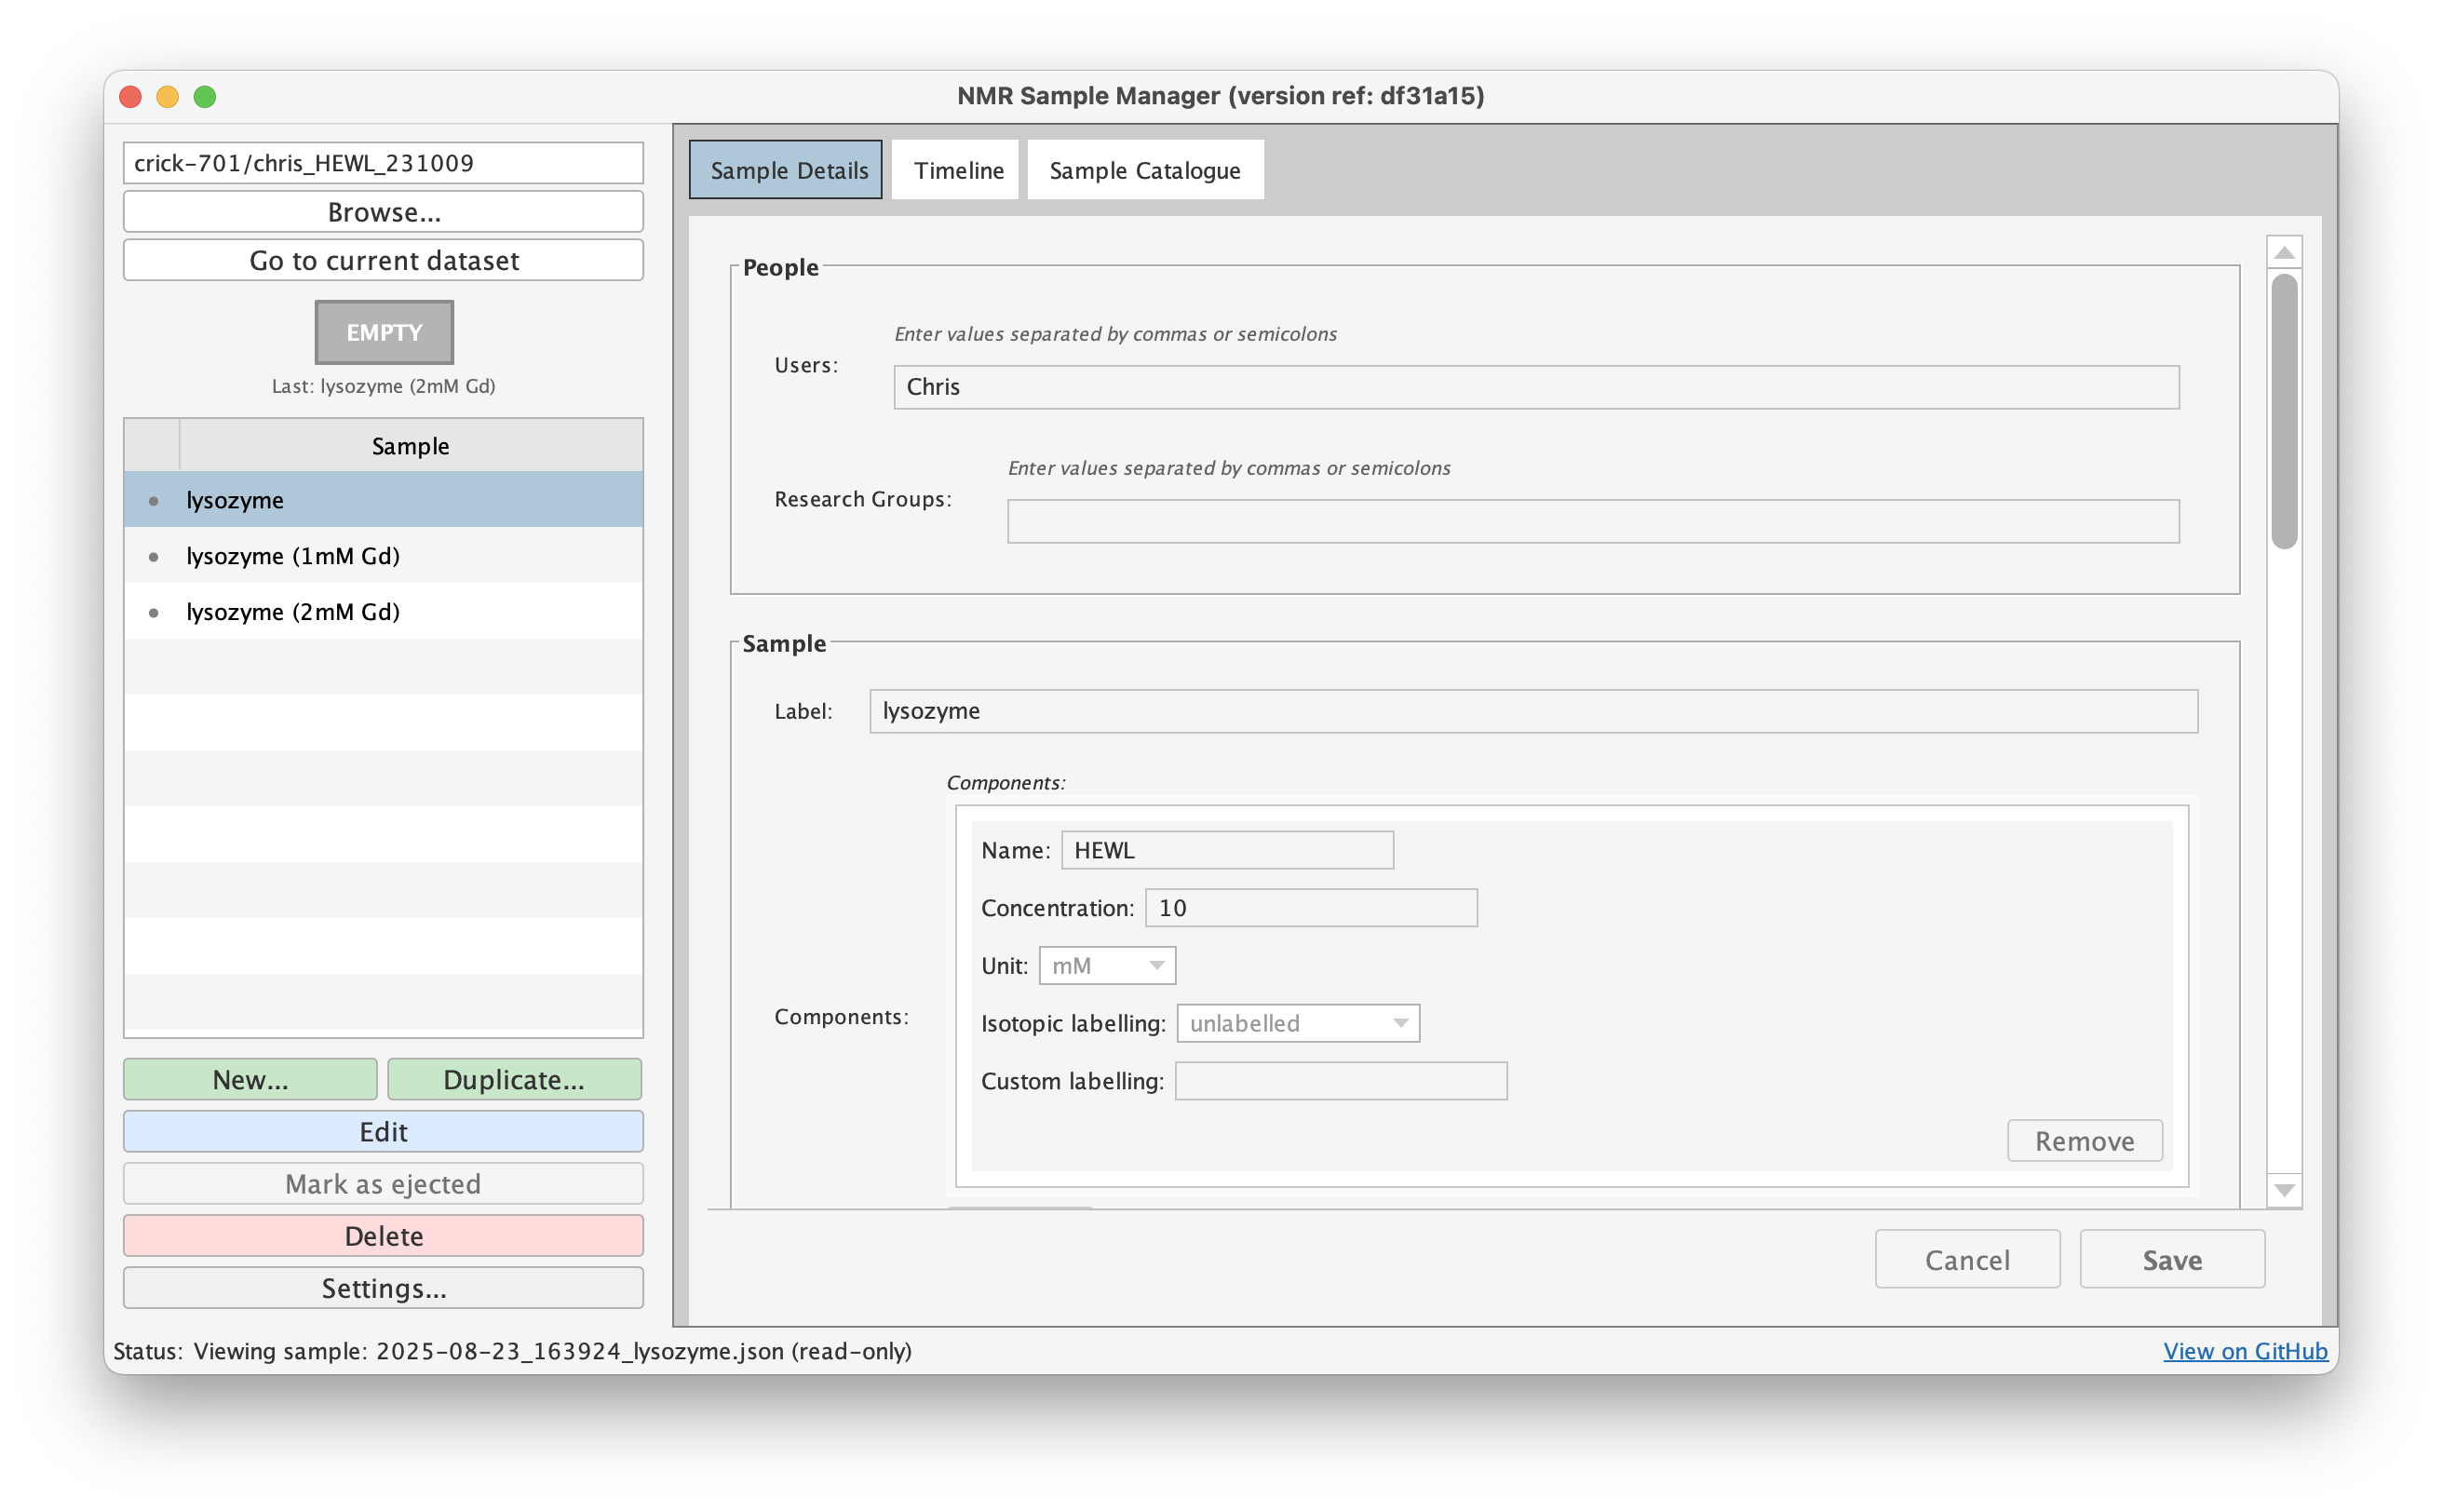 NMR Sample Manager (version ref: df31a15)
crick-701/chris_HEWL_231009
Browse...
Go to current dataset
EMPTY
Last: lysozyme (2mM Gd)
Sample
lysozyme
lysozyme (1mM Gd)
lysozyme (2mM Gd)
New...
Duplicate...
Edit
Mark as ejected
Delete
Settings...
Sample Details
Timeline
Sample Catalogue
People
Enter values separated by commas or semicolons
Users:
Chris
Enter values separated by commas or semicolons
Research Groups:
Sample
Label:
lysozyme
Components:
Components:
Name:
HEWL
Concentration:
10
Unit:
mM
Isotopic labelling:
unlabelled
Custom labelling:
Remove
Cancel
Save
Status: Viewing sample: 2025-08-23_163924_lysozyme.json (read-only)
View on GitHub